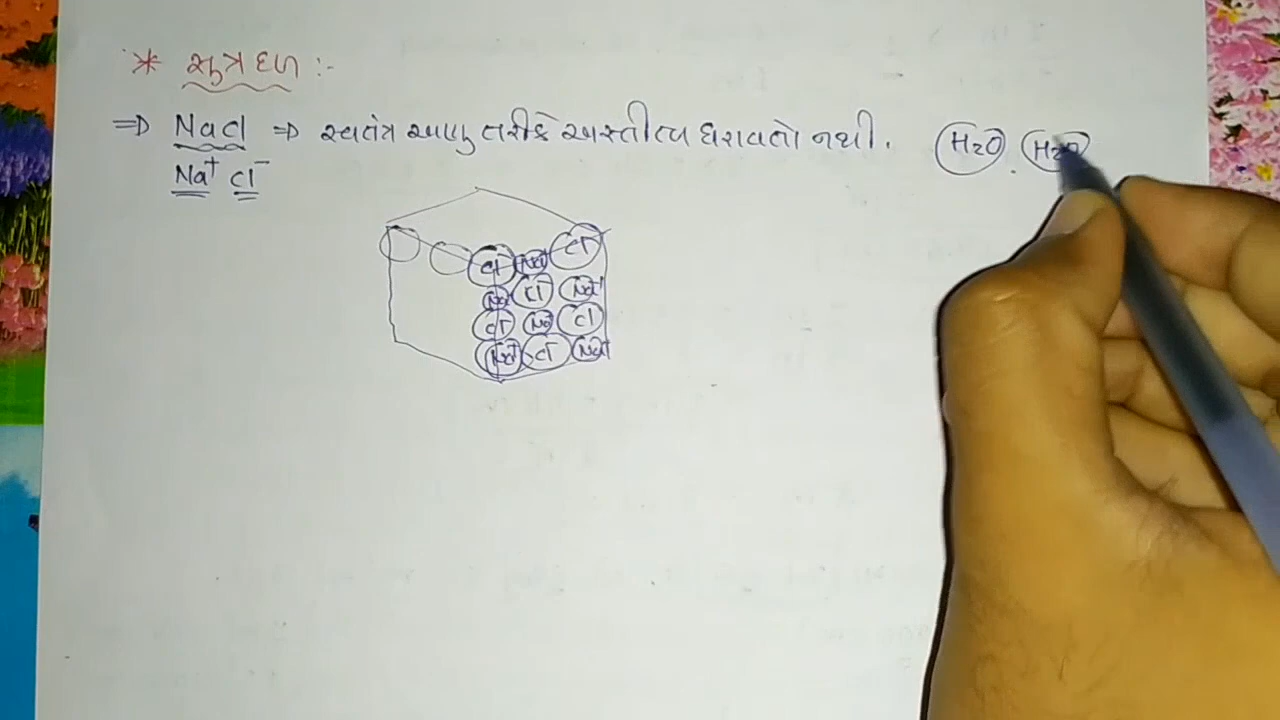 * સુત્રદળ :-
⇒ NaCl ⇒ સ્વતંત્ર અણુ તરીકે અસ્તીત્વ ધરાવતો નથી. H₂O . H₂O
Na⁺ Cl⁻
Cl⁻ Na⁺ Cl⁻
Na⁺ Cl⁻ Na⁺
Cl⁻ Na⁺ Cl⁻
Na⁺ Cl⁻ Na⁺